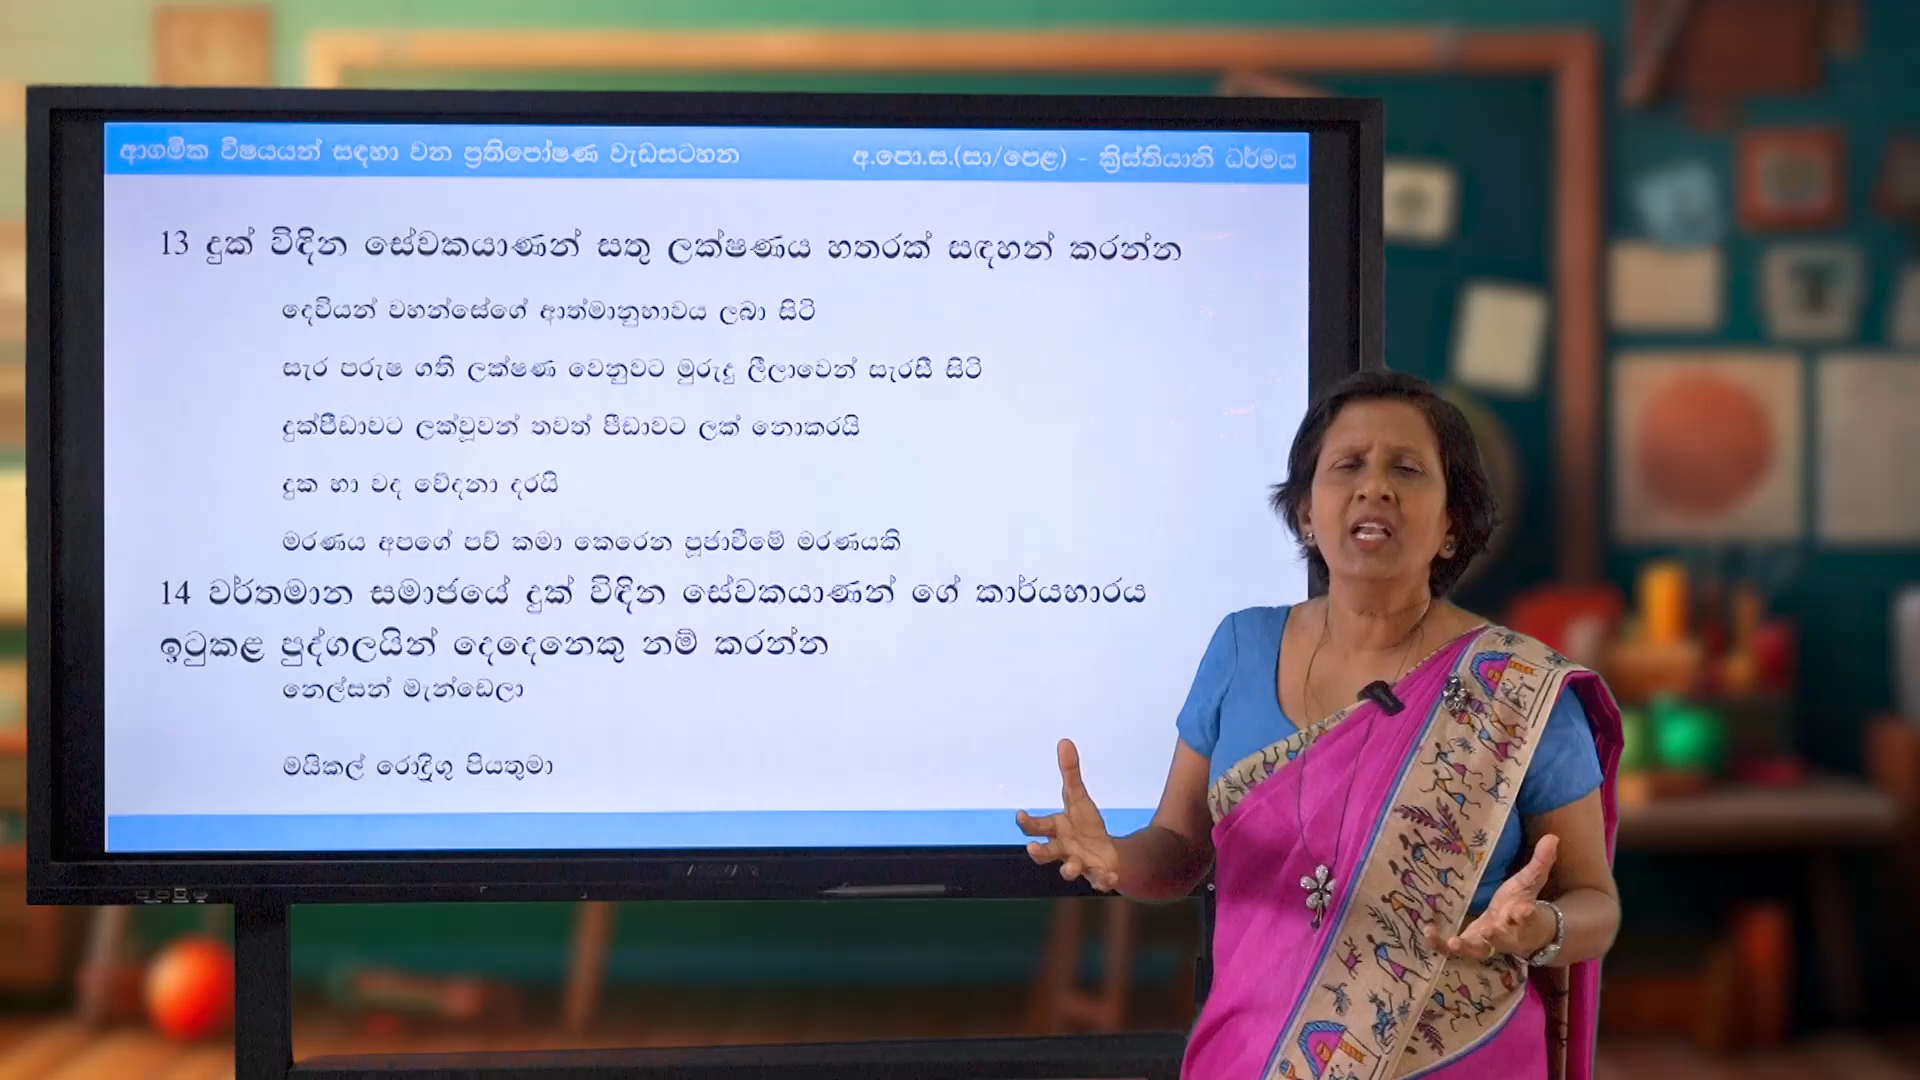 ආගමික විෂයයන් සඳහා වන ප්‍රතිපෝෂණ වැඩසටහන
අ.පො.ස.(සා/පෙළ) - ක්‍රිස්තියානි ධර්මය
13 දුක් විඳින සේවකයාණන් සතු ලක්ෂණය හතරක් සඳහන් කරන්න
දෙවියන් වහන්සේගේ ආත්මානුභාවය ලබා සිටි
සැර පරුෂ ගති ලක්ෂණ වෙනුවට මුරුදු ලීලාවෙන් සැරසී සිටි
දුක්පීඩාවට ලක්වූවන් තවත් පීඩාවට ලක් නොකරයි
දුක හා වද වේදනා දරයි
මරණය අපගේ පව් කමා කෙරෙන පූජාවීමේ මරණයකි
14 වර්තමාන සමාජයේ දුක් විඳින සේවකයාණන් ගේ කාර්යභාරය
ඉටුකළ පුද්ගලයින් දෙදෙනෙකු නම් කරන්න
නෙල්සන් මැන්ඩෙලා
මයිකල් රොද්‍රිගු පියතුමා